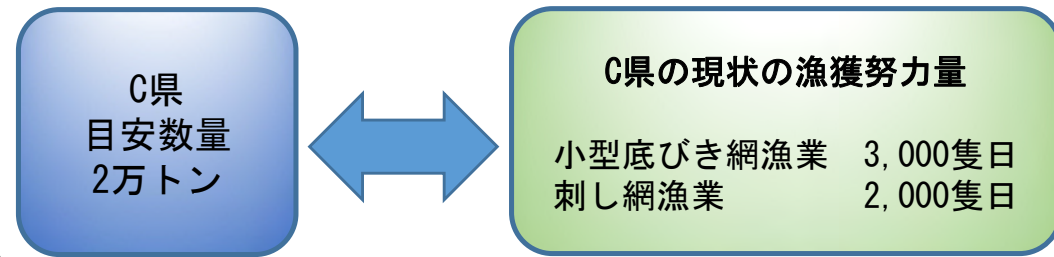 C県
目安数量
2万トン
C県の現状の漁獲努力量
小型底びき網漁業　3,000隻日
刺し網漁業　2,000隻日